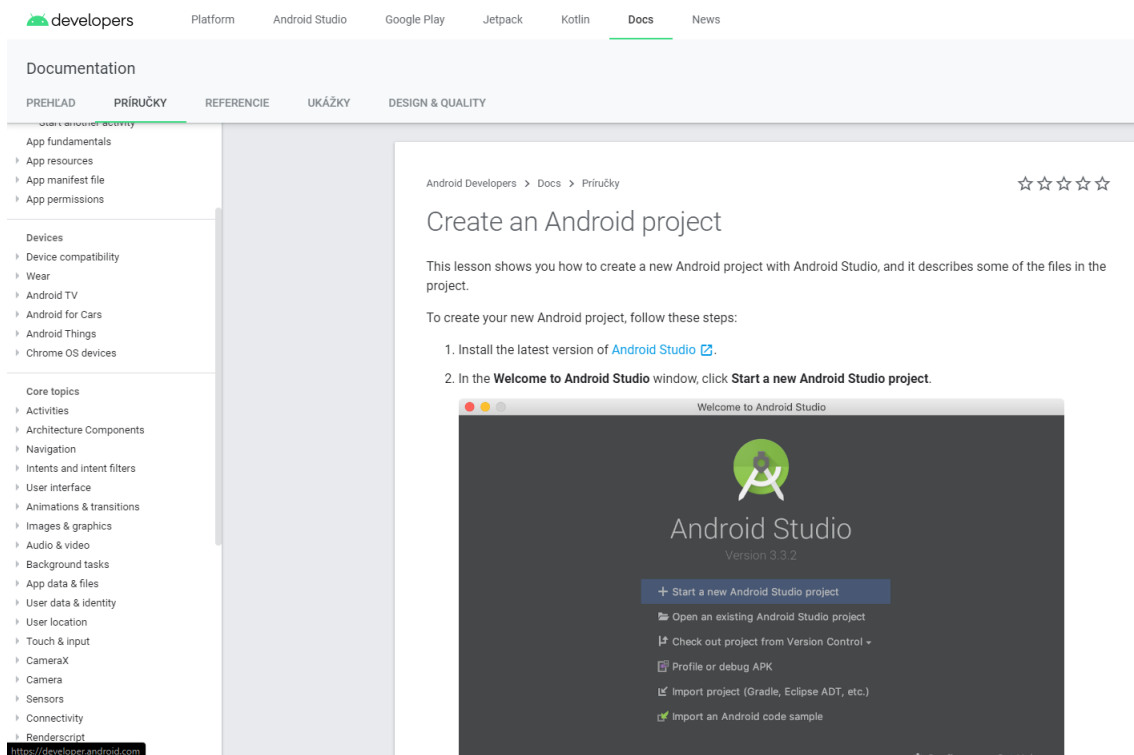 developers
Platform
Android Studio
Google Play
Jetpack
Kotlin
Docs
News
Documentation
PREHĽAD
PRÍRUČKY
REFERENCIE
UKÁŽKY
DESIGN & QUALITY
Start another activity
App fundamentals
App resources
App manifest file
App permissions
Devices
Device compatibility
Wear
Android TV
Android for Cars
Android Things
Chrome OS devices
Core topics
Activities
Architecture Components
Navigation
Intents and intent filters
User interface
Animations & transitions
Images & graphics
Audio & video
Background tasks
App data & files
User data & identity
User location
Touch & input
CameraX
Camera
Sensors
Connectivity
Renderscript
https://developer.android.com
Android Developers > Docs > Príručky
Create an Android project
This lesson shows you how to create a new Android project with Android Studio, and it describes some of the files in the
project.
To create your new Android project, follow these steps:
1. Install the latest version of Android Studio.
2. In the Welcome to Android Studio window, click Start a new Android Studio project.
Welcome to Android Studio
Android Studio
Version 3.3.2
Start a new Android Studio project
Open an existing Android Studio project
Check out project from Version Control
Profile or debug APK
Import project (Gradle, Eclipse ADT, etc.)
Import an Android code sample